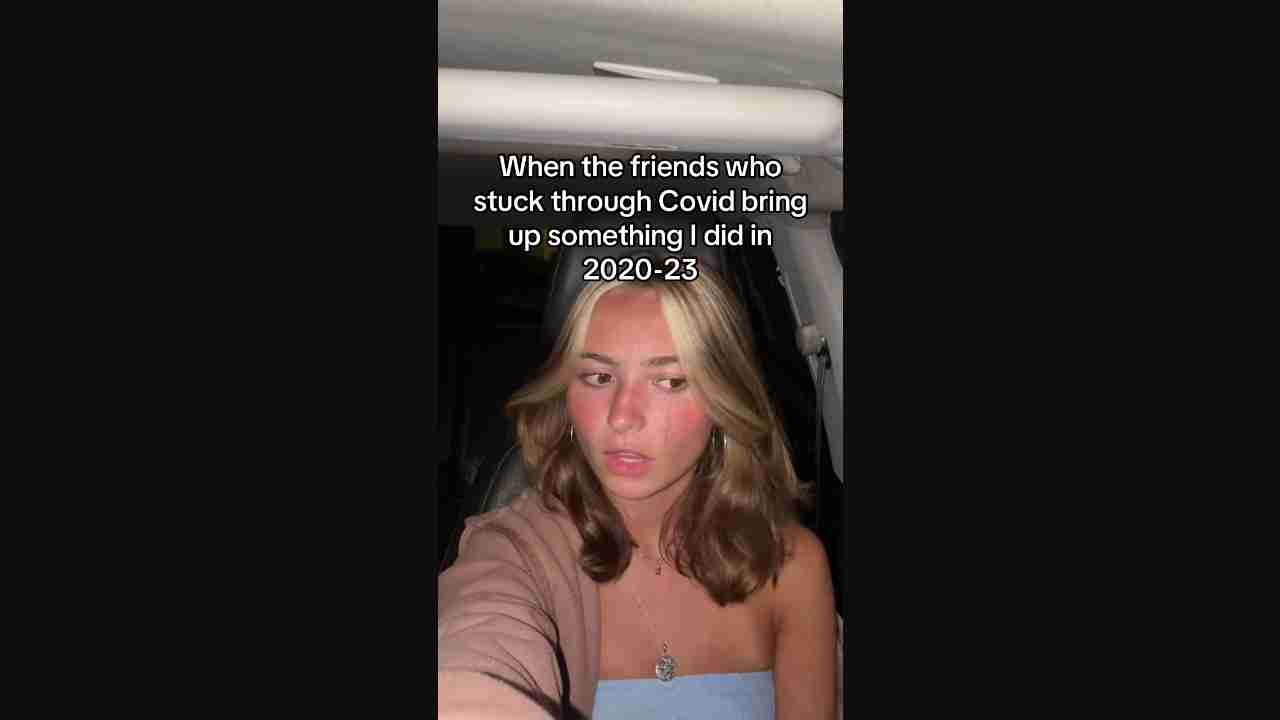 When the friends who
stuck through Covid bring
up something I did in
2020-23